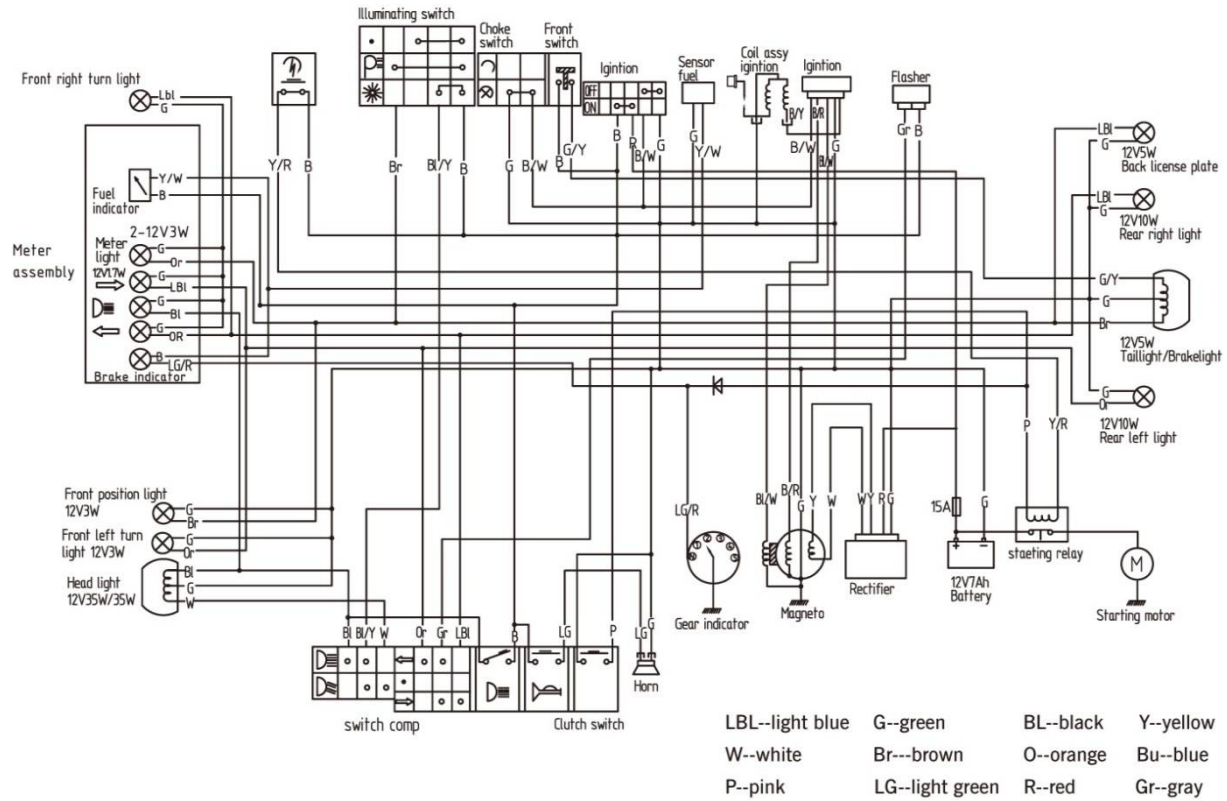 Illuminating switch
Choke
switch
Front
switch
Igintion
OFF
ON
Sensor
fuel
Coil assy
igintion
Igintion
Flasher
Front right turn light
Lbl
G
Y/R
B
Br
Bl/Y
B
G
B/W
B
G/Y
B
R
B/W
G
G
Y/W
B/Y
B/R
B/W
B/W
G
Gr
B
LBl
G
12V5W
Back license plate
LBl
G
12V10W
Rear right light
G/Y
G
Br
12V5W
Taillight/Brakelight
G
Or
12V10W
Rear left light
Meter
assembly
Fuel
indicator
Y/W
B
2-12V3W
Meter
light
G
Or
12V1.7W
G
LBl
G
Bl
G
OR
B
LG/R
Brake indicator
Front position light
12V3W
G
Br
Front left turn
light 12V3W
G
Or
Head light
12V35W/35W
Bl
G
W
Bl
Bl/Y
W
Or
Gr
LBl
B
LG
P
LG
G
switch comp
Clutch switch
Horn
LG/R
1
2
3
4
5
Gear indicator
Bl/W
B/R
G
Y
W
Magneto
W
Y
R
G
Rectifier
15A
G
+
-
12V7Ah
Battery
P
Y/R
staeting relay
M
Starting motor
LBL--light blue G--green BL--black Y--yellow
W--white Br---brown O--orange Bu--blue
P--pink LG--light green R--red Gr--gray